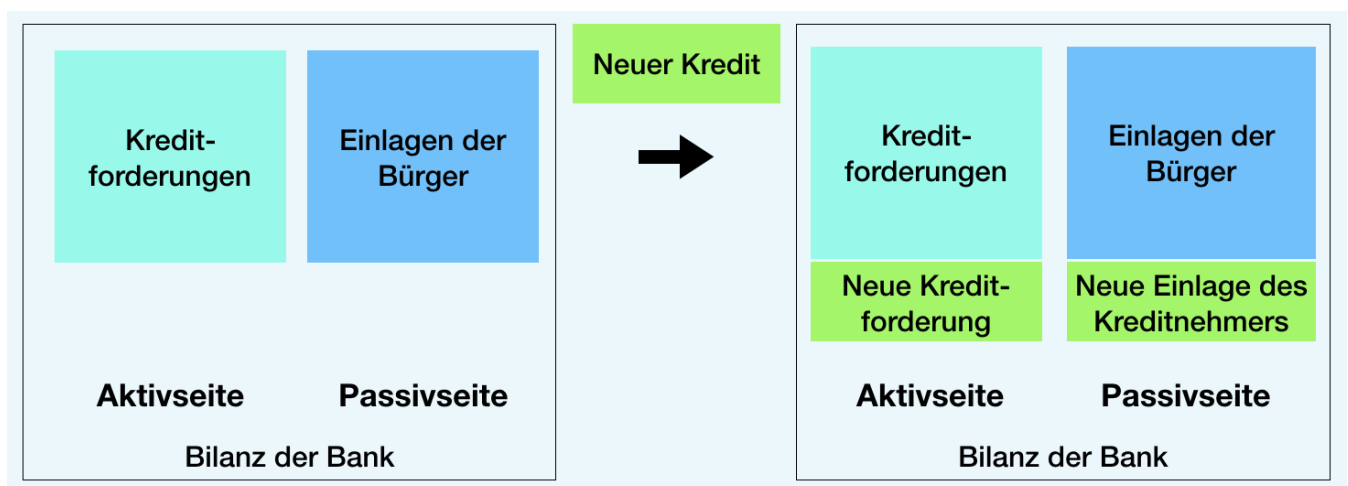 Kredit-
forderungen
Einlagen der
Bürger
Aktivseite
Passivseite
Bilanz der Bank
Neuer Kredit
Kredit-
forderungen
Einlagen der
Bürger
Neue Kredit-
forderung
Neue Einlage des
Kreditnehmers
Aktivseite
Passivseite
Bilanz der Bank